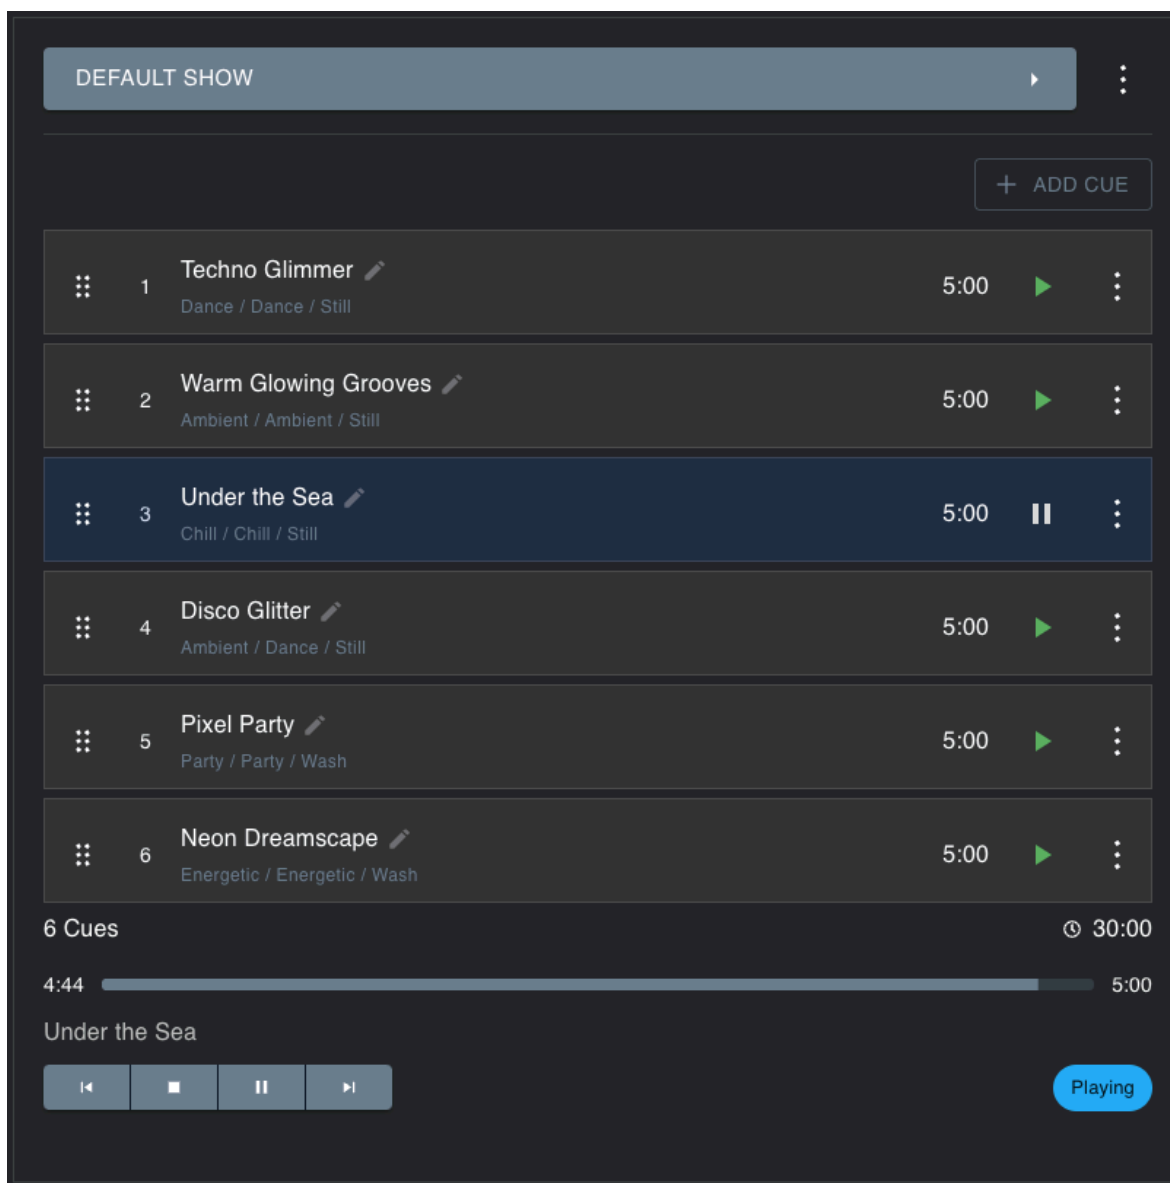 DEFAULT SHOW
ADD CUE
1 Techno Glimmer 5:00
Dance / Dance / Still
2 Warm Glowing Grooves 5:00
Ambient / Ambient / Still
3 Under the Sea 5:00
Chill / Chill / Still
4 Disco Glitter 5:00
Ambient / Dance / Still
5 Pixel Party 5:00
Party / Party / Wash
6 Neon Dreamscape 5:00
Energetic / Energetic / Wash
6 Cues 30:00
4:44 5:00
Under the Sea
Playing